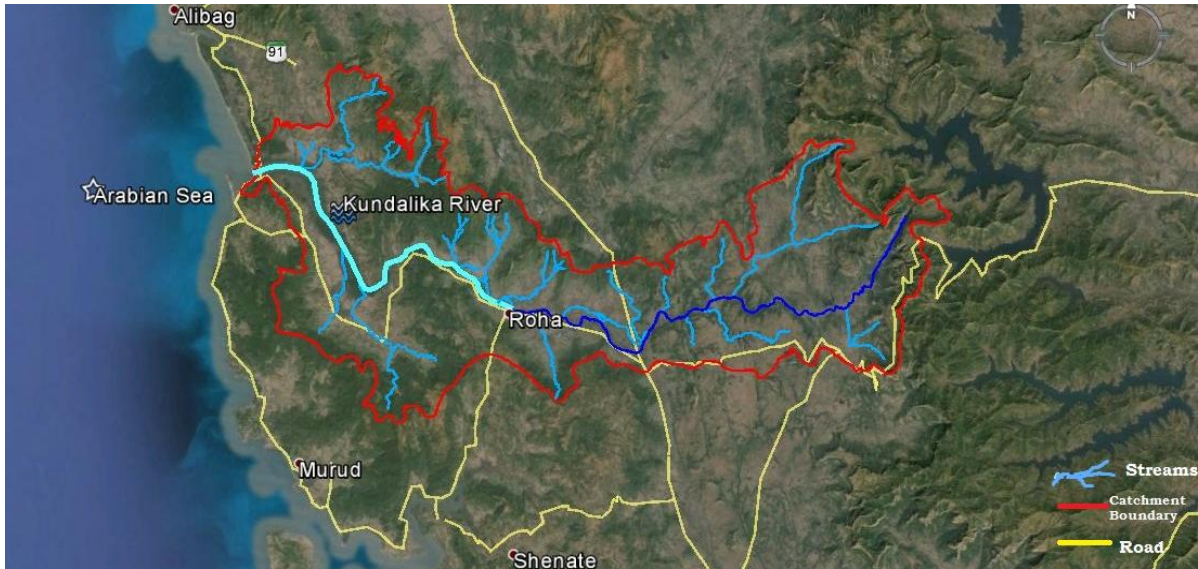 Alibag
N
91
Arabian Sea
Kundalika River
Roha
Murud
Shenate
Streams
Catchment
Boundary
Road